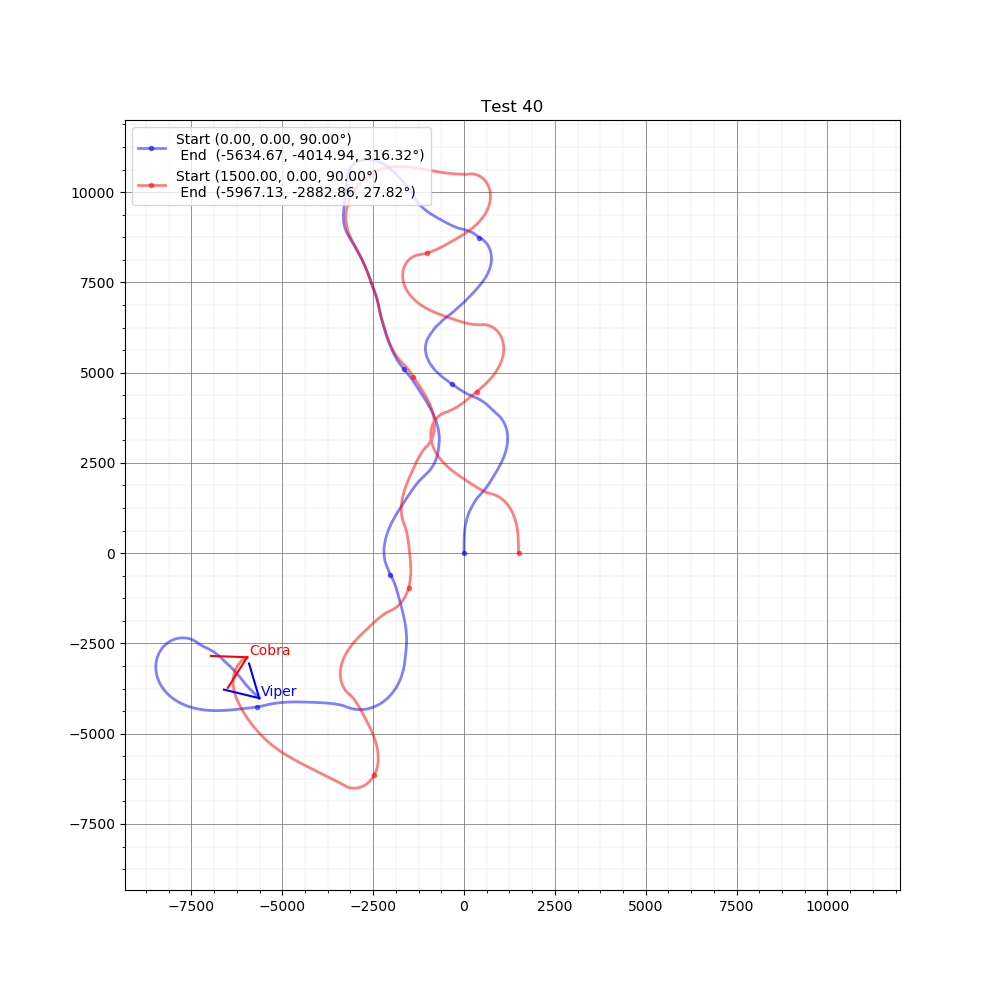 Test 40
Start (0.00, 0.00, 90.00°)
End (-5634.67, -4014.94, 316.32°)
Start (1500.00, 0.00, 90.00°)
End (-5967.13, -2882.86, 27.82°)
10000
7500
5000
2500
0
−2500
−5000
−7500
Cobra
Viper
−7500 −5000 −2500 0 2500 5000 7500 10000